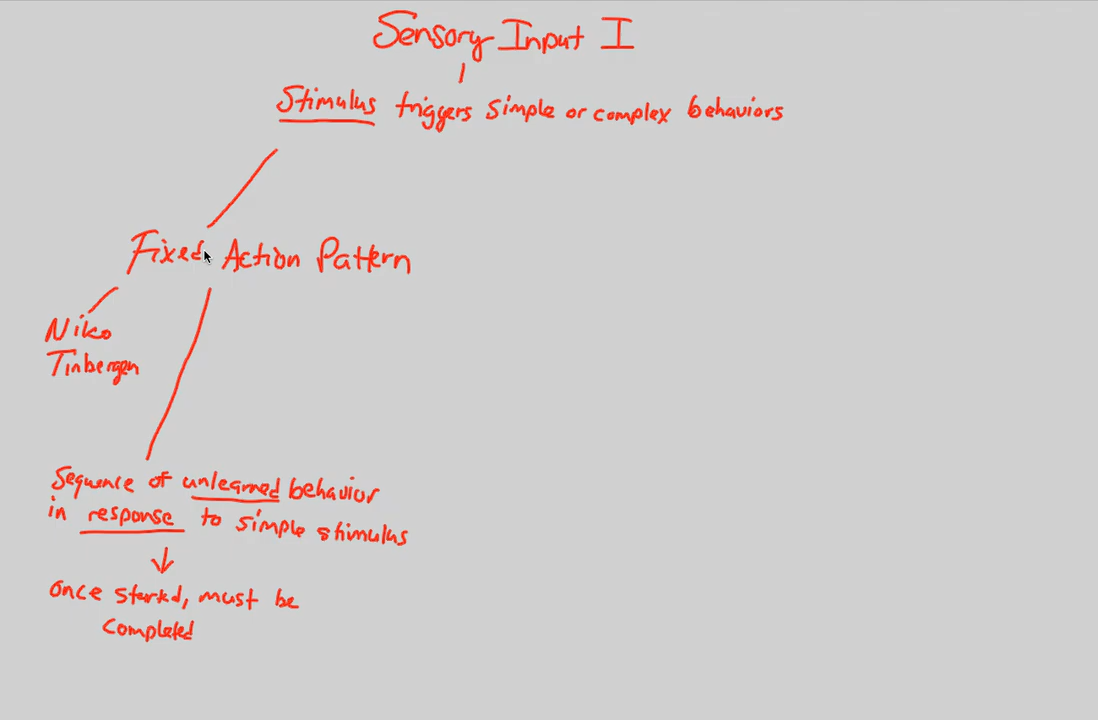 Sensory Input I
Stimulus triggers simple or complex behaviors
Fixed Action Pattern
Niko
Tinbergen
Sequence of unlearned behavior
in response to simple stimulus
once started, must be
completed